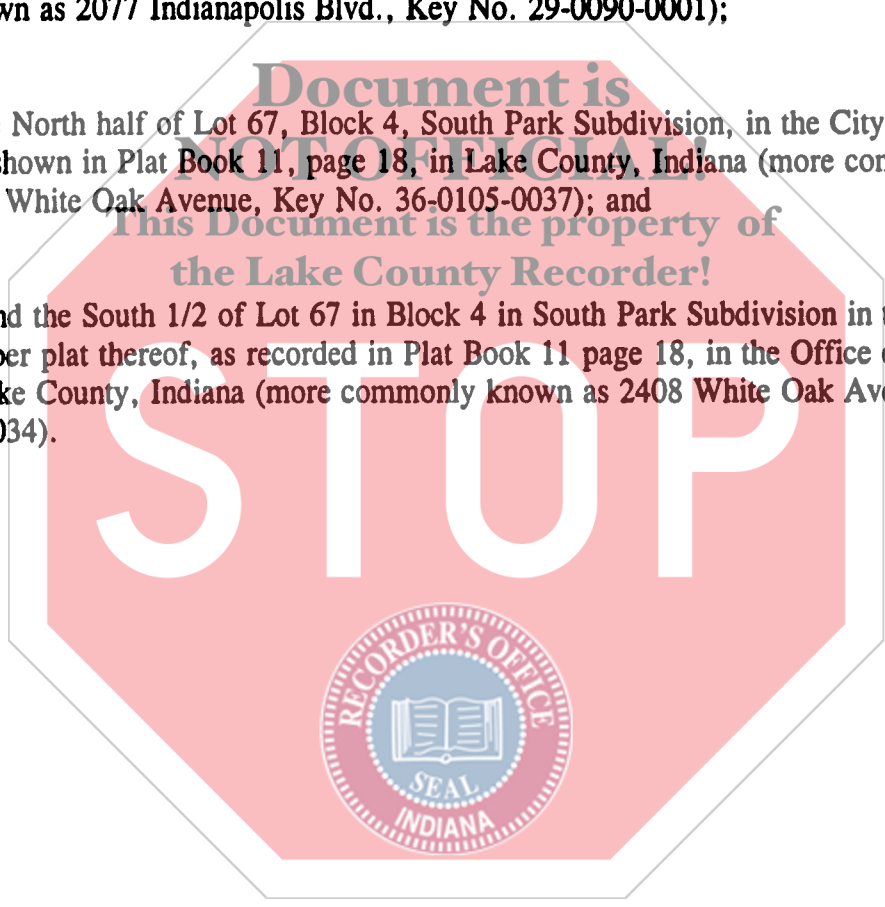 wn as 2077 Indianapolis Blvd., Key No. 29-0090-0001);
Document is
North half of Lot 67, Block 4, South Park Subdivision, in the City
NOT OFFICIAL!
shown in Plat Book 11, page 18, in Lake County, Indiana (more con
White Oak Avenue, Key No. 36-0105-0037); and
This Document is the property of
the Lake County Recorder!
nd the South 1/2 of Lot 67 in Block 4 in South Park Subdivision in
per plat thereof, as recorded in Plat Book 11 page 18, in the Office
ke County, Indiana (more commonly known as 2408 White Oak Av
034).
STOP
RECORDER'S OFFICE
SEAL
INDIANA